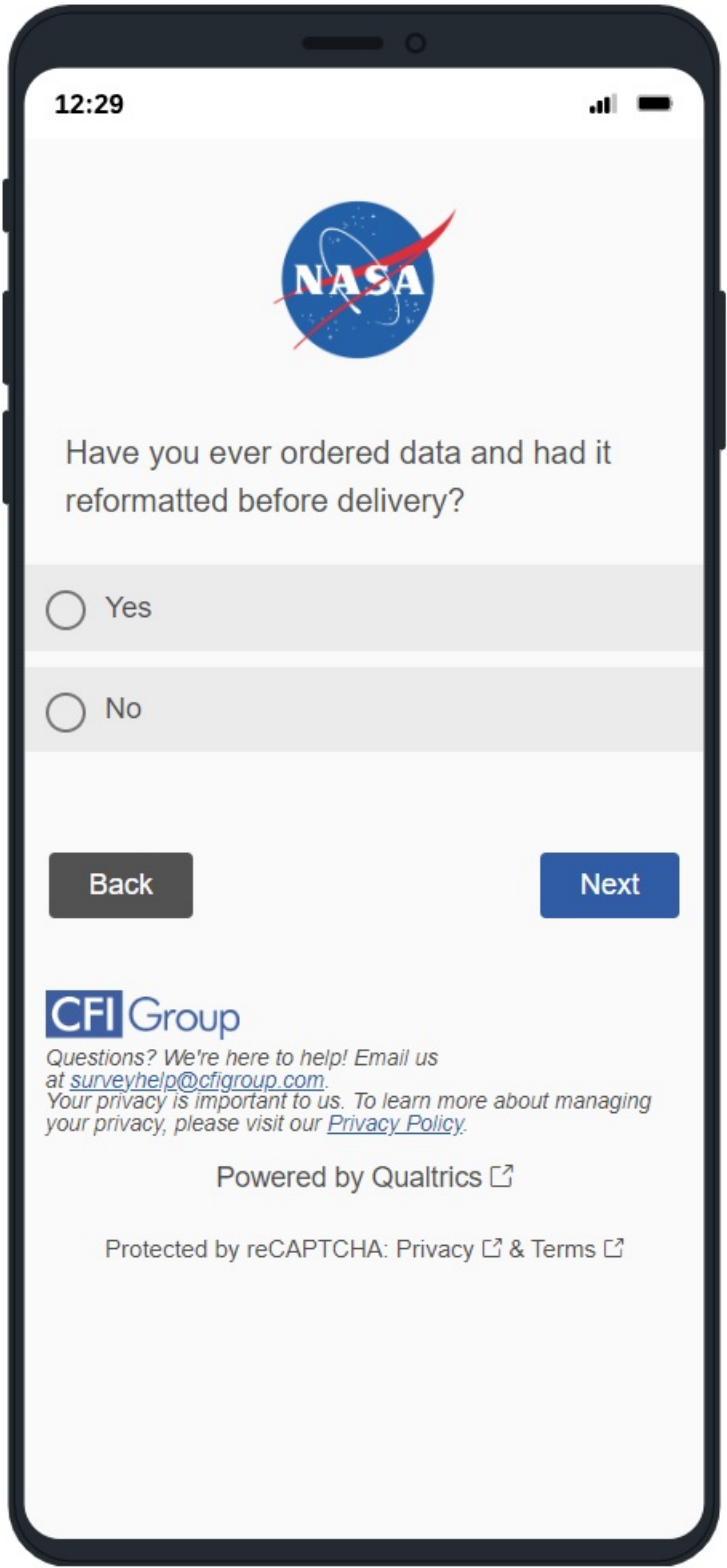 12:29
NASA
Have you ever ordered data and had it
reformatted before delivery?
Yes
No
Back
Next
CFI Group
Questions? We're here to help! Email us
at surveyhelp@cfigroup.com.
Your privacy is important to us. To learn more about managing
your privacy, please visit our Privacy Policy.
Powered by Qualtrics
Protected by reCAPTCHA: Privacy & Terms